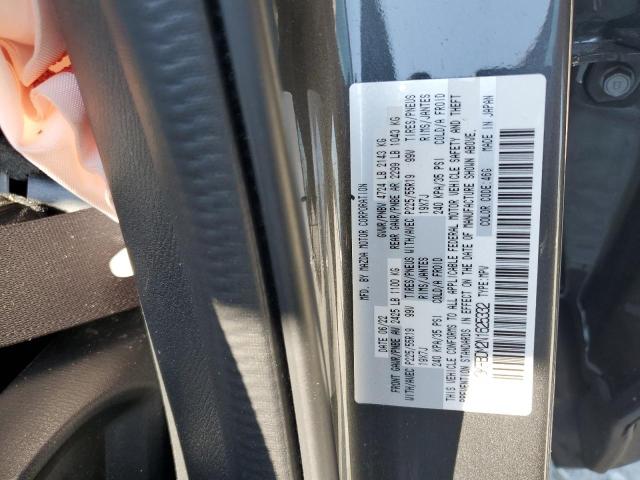 MFD. BY MAZDA MOTOR CORPORATION
DATE 06/22 GVWR/PNBV 4724 LB 2143 KG
FRONT GAWR/PNBE AV 2425 LB 1100 KG REAR GAWR/PNBE AR 2299 LB 1043 KG
WITH/AVEC P225/55R19 99V TIRES/PNEUS WITH/AVEC P225/55R19 99V TIRES/PNEUS
19X7J RIMS/JANTES 19X7J RIMS/JANTES
240 KPA/35 PSI COLD/A FROID 240 KPA/35 PSI COLD/A FROID
THIS VEHICLE CONFORMS TO ALL APPLICABLE FEDERAL MOTOR VEHICLE SAFETY AND THEFT
PREVENTION STANDARDS IN EFFECT ON THE DATE OF MANUFACTURE SHOWN ABOVE.
TYPE: MPV COLOR CODE: 46G MADE IN JAPAN